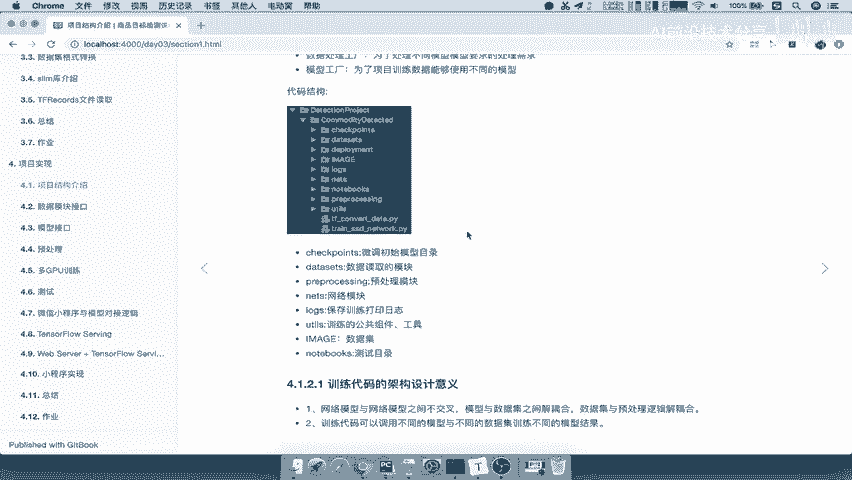 Chrome 文件 修改 视图 历史记录 书签 其他人 电动窝 帮助
100%
项目结构介绍 | 商品目标检测
localhost:4000/day03/section1.html
3.3. 数据集格式转换
3.4. slim库介绍
3.5. TFRecords文件读取
3.6. 总结
3.7. 作业
4. 项目实现
4.1. 项目结构介绍
4.2. 数据模块接口
4.3. 模型接口
4.4. 预处理
4.5. 多GPU训练
4.6. 测试
4.7. 微信小程序与模型对接逻辑
4.8. TensorFlow Serving
4.9. Web Server + TensorFlow Servi...
4.10. 小程序实现
4.11. 总结
4.12. 作业
Published with GitBook
数据处理工厂：为了处理不同模型模型要求的处理需求
模型工厂：为了项目训练数据能够使用不同的模型
代码结构：
DetectionProject
CommodityDetected
checkpoints
datasets
deployment
IMAGE
logs
nets
notebooks
preprocessing
utils
tf_convert_data.py
train_ssd_network.py
checkpoints:微调初始模型目录
datasets:数据读取的模块
preprocessing:预处理模块
nets:网络模块
logs:保存训练打印日志
utils:训练的公共组件、工具
IMAGE：数据集
notebooks:测试目录
4.1.2.1 训练代码的架构设计意义
1、网络模型与网络模型之间不交叉，模型与数据集之间解耦合，数据集与预处理逻辑解耦合。
2、训练代码可以调用不同的模型与不同的数据集训练不同的模型结果。